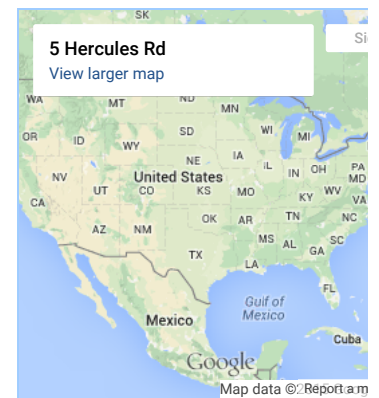 SK
Si
5 Hercules Rd
View larger map
WA
MT
ND
MN
OR
ID
WY
SD
WI
MI
NE
IA
IL
IN
OH
PA
MD
NV
UT
CO
United States
KS
MO
KY
WV
VA
CA
AZ
NM
OK
AR
TN
NC
TX
MS
AL
GA
SC
LA
FL
Gulf of
Mexico
Mexico
Cuba
Google
Map data ©
Report a m